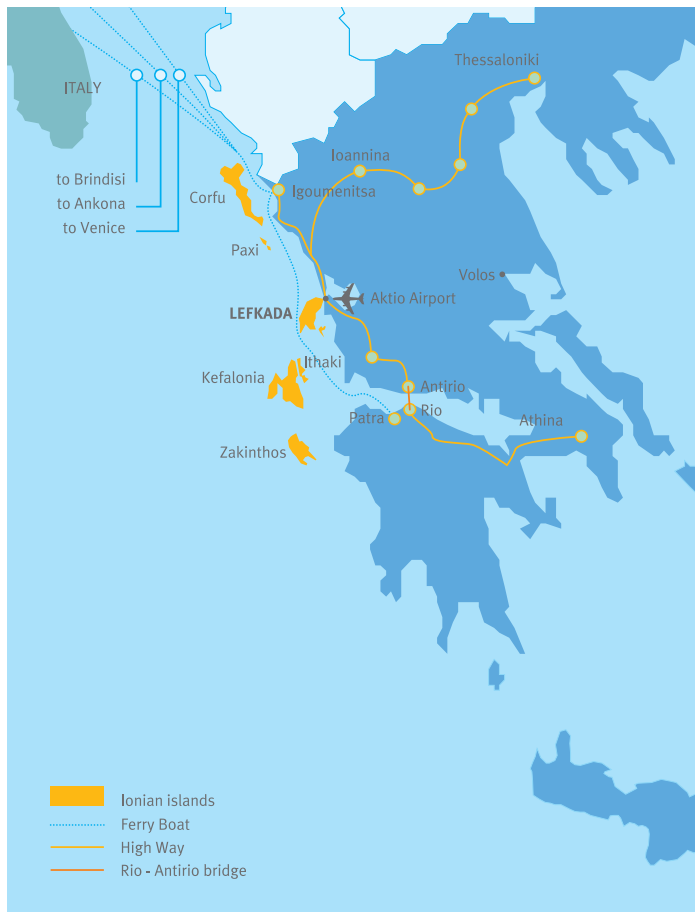 Thessaloniki
ITALY
Ioannina
to Brindisi
Igoumenitsa
Corfu
to Ankona
to Venice
Paxi
Volos
Aktio Airport
LEFKADA
Ithaki
Kefalonia
Antirio
Rio
Patra
Athina
Zakinthos
Ionian islands
Ferry Boat
High Way
Rio - Antirio bridge